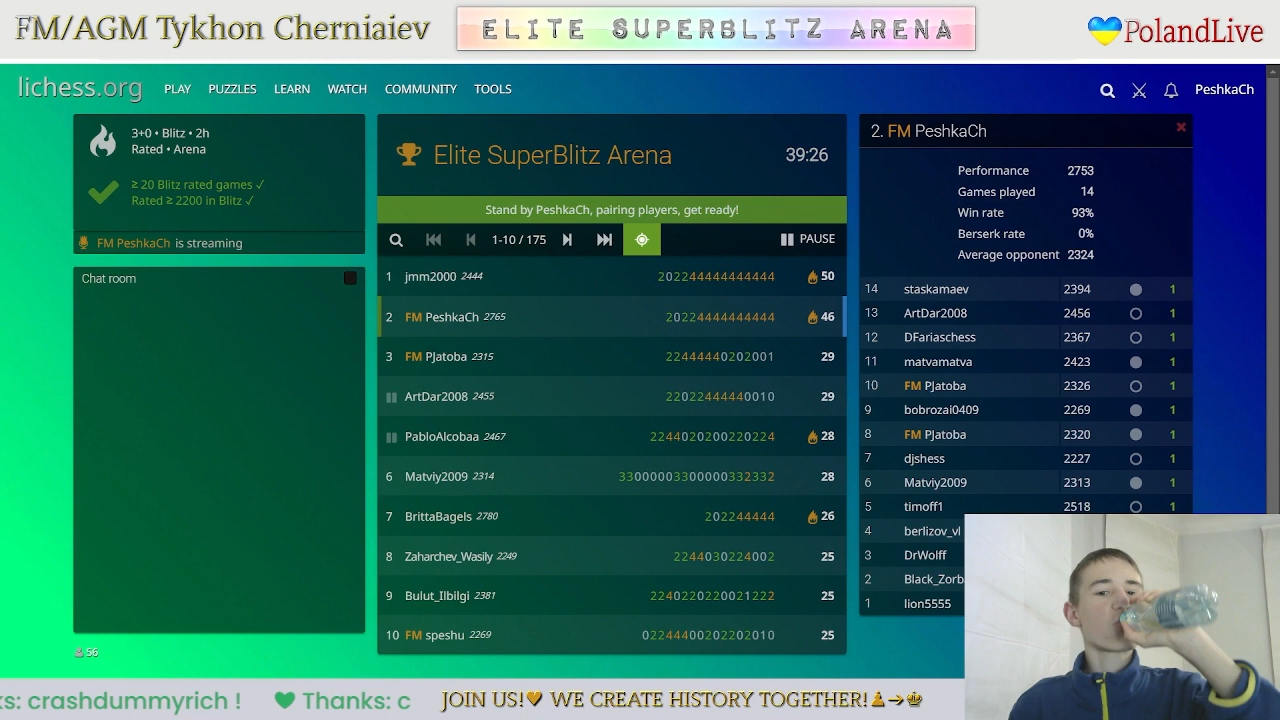 FM/AGM Tykhon Cherniaiev
ELITE SUPERBLITZ ARENA
PolandLive
lichess.org
PLAY
PUZZLES
LEARN
WATCH
COMMUNITY
TOOLS
PeshkaCh
3+0 • Blitz • 2h
Rated • Arena
≥ 20 Blitz rated games ✓
Rated ≥ 2200 in Blitz ✓
FM PeshkaCh is streaming
Chat room
56
Elite SuperBlitz Arena
39:26
Stand by PeshkaCh, pairing players, get ready!
1-10 / 175
PAUSE
1 jmm2000 2444 20224444444444 50
2 FM PeshkaCh 2765 20224444444444 46
3 FM PJatoba 2315 22444440202001 29
ArtDar2008 2455 22022444440010 29
PabloAlcobaa 2467 2244020200220224 28
6 Matviy2009 2314 33000003300000332332 28
7 BrittaBagels 2780 202244444 26
8 Zaharchev_Wasily 2249 2244030224002 25
9 Bulut_Ilbilgi 2381 2240220220021222 25
10 FM speshu 2269 02244400202202010 25
2. FM PeshkaCh
Performance 2753
Games played 14
Win rate 93%
Berserk rate 0%
Average opponent 2324
14 staskamaev 2394 1
13 ArtDar2008 2456 1
12 DFariaschess 2367 1
11 matvamatva 2423 1
10 FM PJatoba 2326 1
9 bobrozai0409 2269 1
8 FM PJatoba 2320 1
7 djshess 2227 1
6 Matviy2009 2313 1
5 timoff1 2518 1
4 berlizov_vl
3 DrWolff
2 Black_Zorb
1 lion5555
ks: crashdummyrich !
Thanks: c
JOIN US! WE CREATE HISTORY TOGETHER!